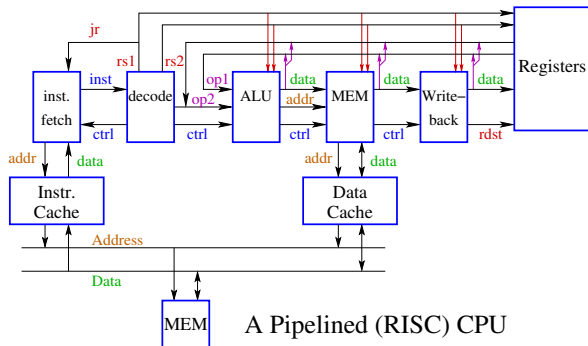 jr
rs1
rs2
Registers
inst.
fetch
inst
decode
op1
op2
ALU
data
addr
MEM
data
Write-
back
data
ctrl
ctrl
ctrl
ctrl
rdst
addr
data
addr
data
Instr.
Cache
Data
Cache
Address
Data
MEM
A Pipelined (RISC) CPU